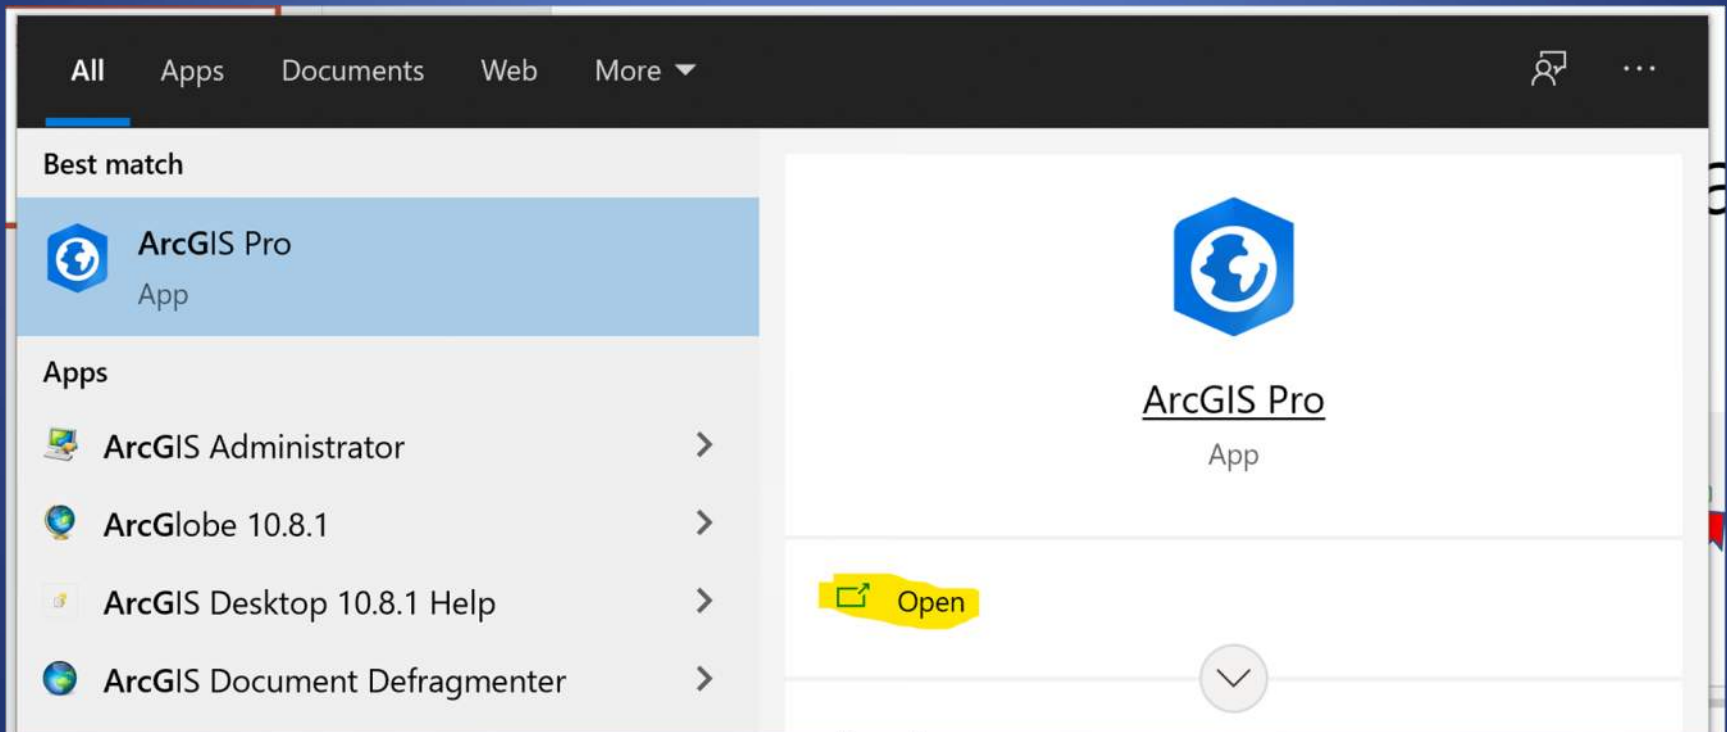 All Apps Documents Web More
Best match
ArcGIS Pro
App
Apps
ArcGIS Administrator
ArcGlobe 10.8.1
ArcGIS Desktop 10.8.1 Help
ArcGIS Document Defragmenter
ArcGIS Pro
App
Open